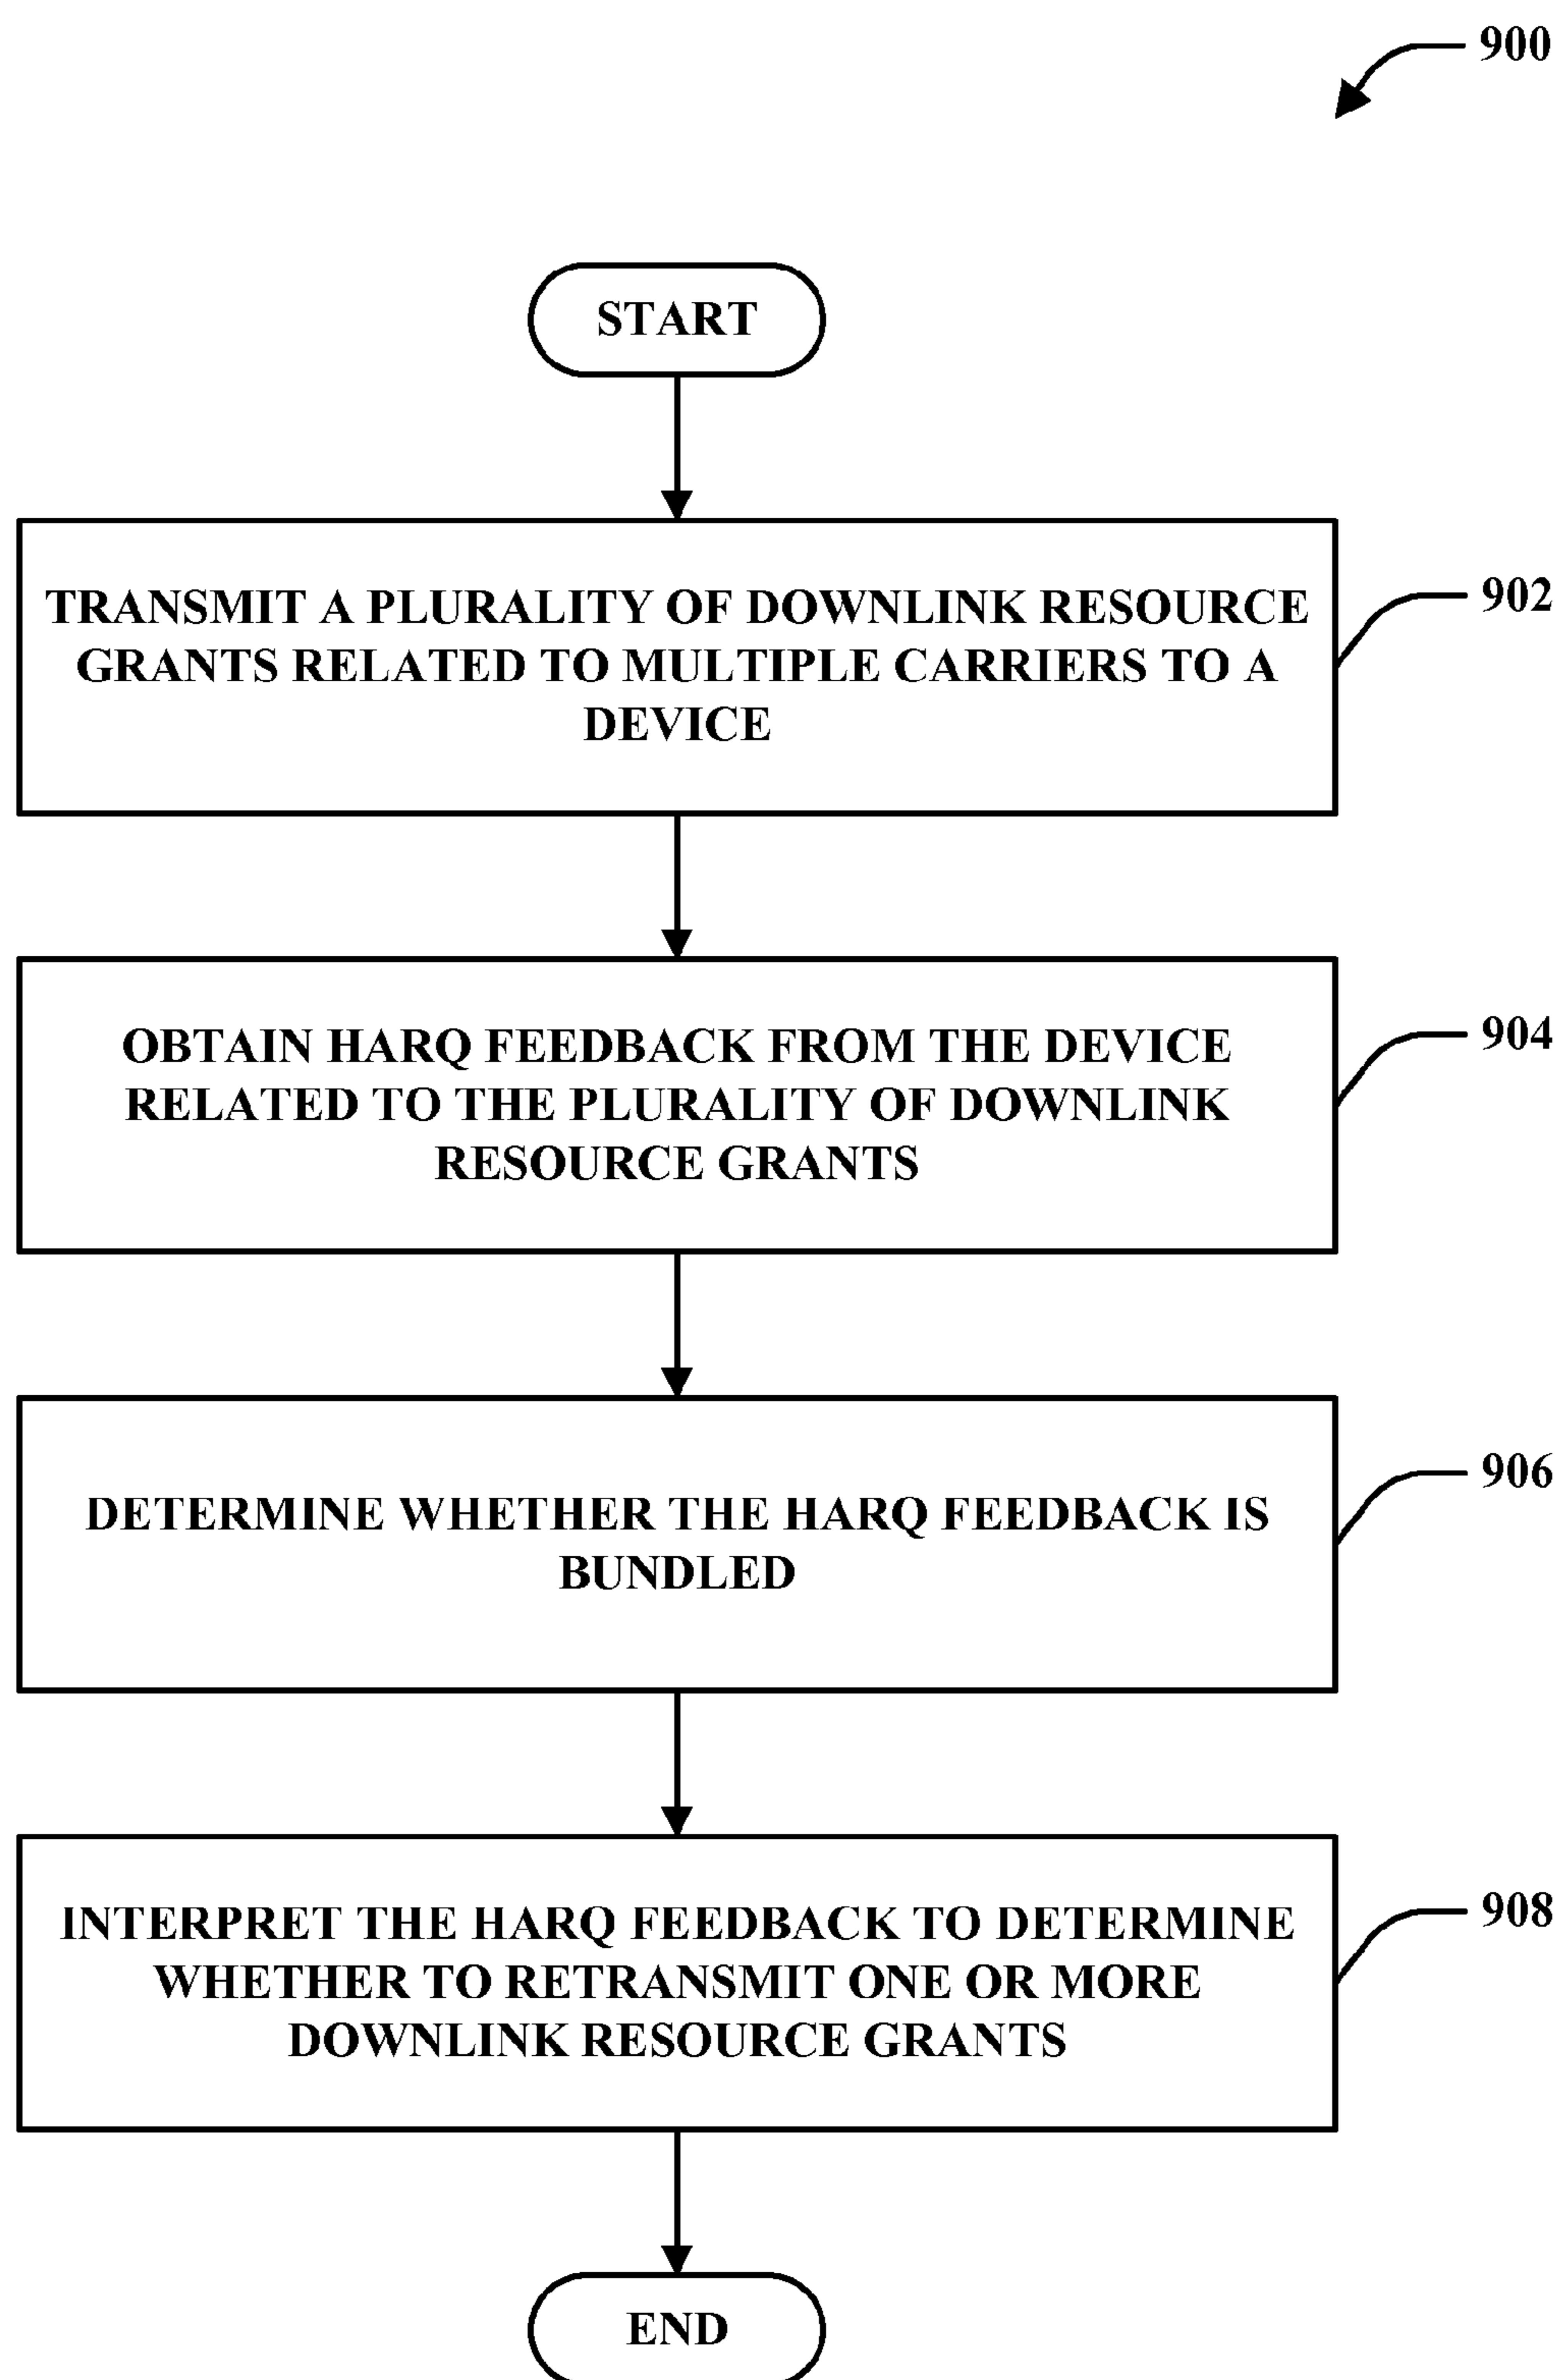 900
START
TRANSMIT A PLURALITY OF DOWNLINK RESOURCE
GRANTS RELATED TO MULTIPLE CARRIERS TO A
DEVICE
902
OBTAIN HARQ FEEDBACK FROM THE DEVICE
RELATED TO THE PLURALITY OF DOWNLINK
RESOURCE GRANTS
904
DETERMINE WHETHER THE HARQ FEEDBACK IS
BUNDLED
906
INTERPRET THE HARQ FEEDBACK TO DETERMINE
WHETHER TO RETRANSMIT ONE OR MORE
DOWNLINK RESOURCE GRANTS
908
END